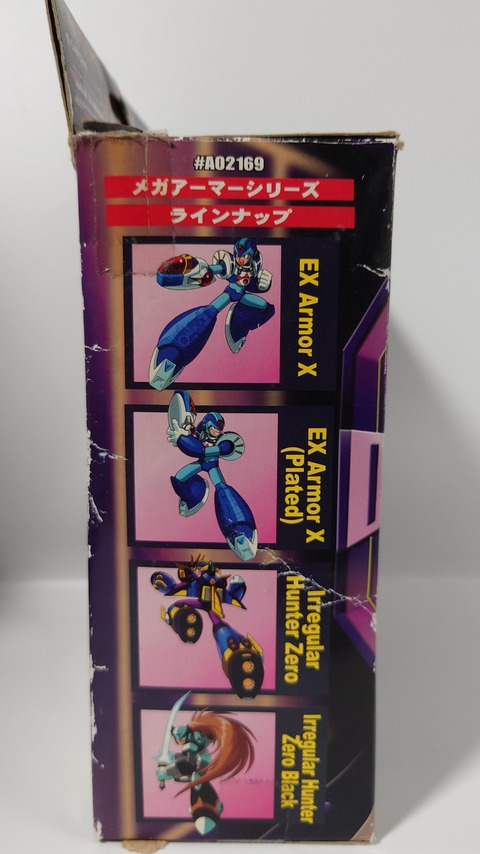 #A02169
メガアーマーシリーズ
ラインナップ
EX Armor X
EX Armor X
(Plated)
Irregular
Hunter Zero
Irregular Hunter
Zero Black